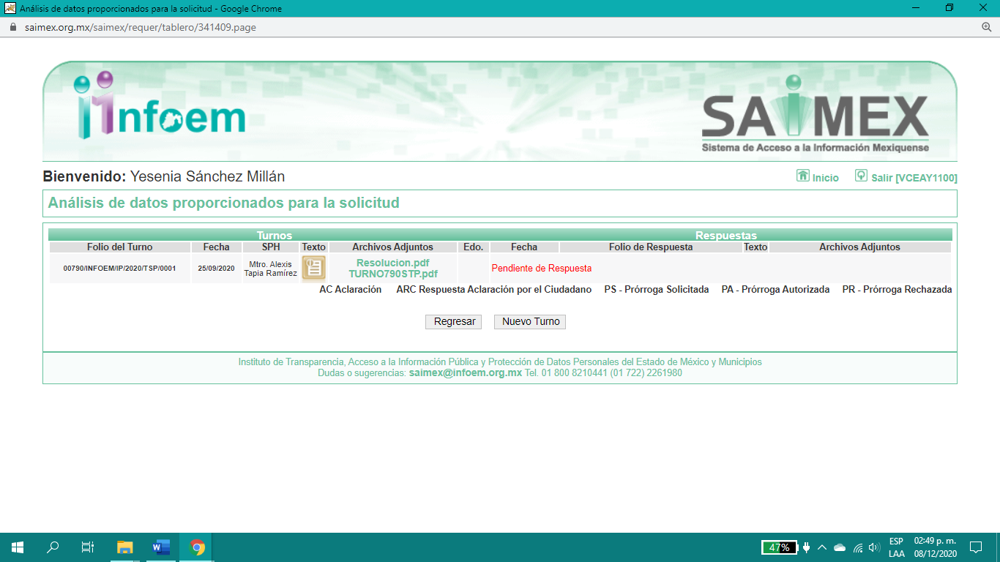 Análisis de datos proporcionados para la solicitud - Google Chrome
saimex.org.mx/saimex/requer/tablero/341409.page
infoem
SAIMEX
Sistema de Acceso a la Información Mexiquense
Bienvenido: Yesenia Sánchez Millán
Inicio Salir [VCEAY1100]
Análisis de datos proporcionados para la solicitud
Turnos Respuestas
Folio del Turno Fecha SPH Texto Archivos Adjuntos Edo. Fecha Folio de Respuesta Texto Archivos Adjuntos
00790/INFOEM/IP/2020/TSP/0001 25/09/2020 Mtro. Alexis Tapia Ramírez Resolucion.pdf TURNO790STP.pdf Pendiente de Respuesta
AC Aclaración ARC Respuesta Aclaración por el Ciudadano PS - Prórroga Solicitada PA - Prórroga Autorizada PR - Prórroga Rechazada
Regresar Nuevo Turno
Instituto de Transparencia, Acceso a la Información Pública y Protección de Datos Personales del Estado de México y Municipios
Dudas o sugerencias: saimex@infoem.org.mx Tel. 01 800 8210441 (01 722) 2261980
47% ESP 02:49 p. m.
LAA 08/12/2020